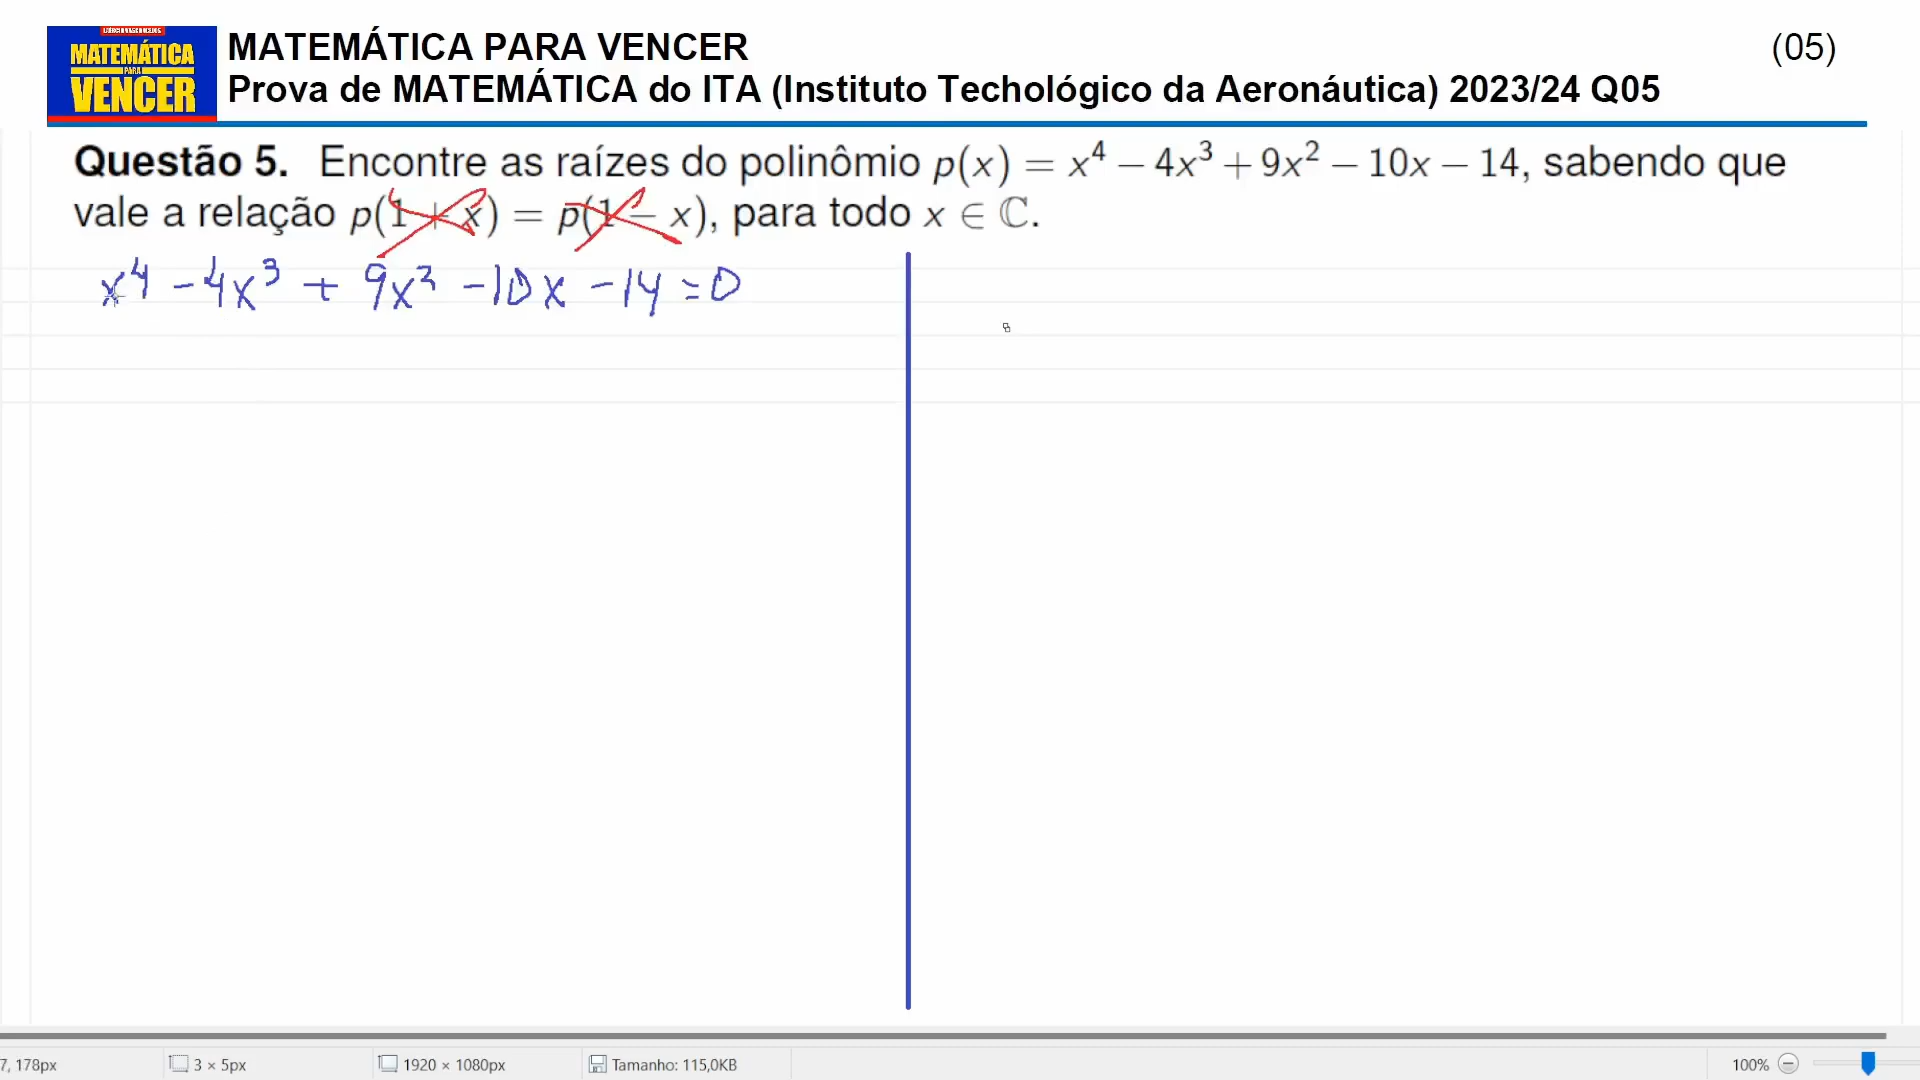 MATEMÁTICA PARA VENCER
(05)
MATEMÁTICA
PARA
VENCER
Prova de MATEMÁTICA do ITA (Instituto Techológico da Aeronáutica) 2023/24 Q05
Questão 5. Encontre as raízes do polinômio p(x) = x⁴ − 4x³ + 9x² − 10x − 14, sabendo que
vale a relação p(1 + x) = p(1 − x), para todo x ∈ ℂ.
x⁴ - 4x³ + 9x² - 10x - 14 = 0
7, 178px
3 × 5px
1920 × 1080px
Tamanho: 115,0KB
100%